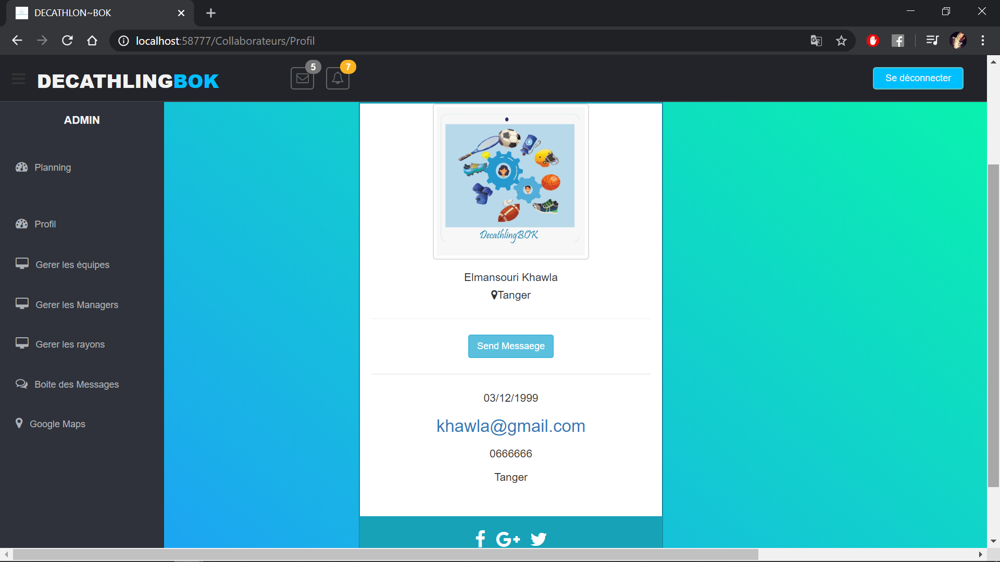 DECATHLON~BOK
localhost:58777/Collaborateurs/Profil
DECATHLINGBOK
5
7
Se déconnecter
ADMIN
Planning
Profil
Gerer les équipes
Gerer les Managers
Gerer les rayons
Boite des Messages
Google Maps
DecathlingBOK
Elmansouri Khawla
Tanger
Send Messaege
03/12/1999
khawla@gmail.com
0666666
Tanger